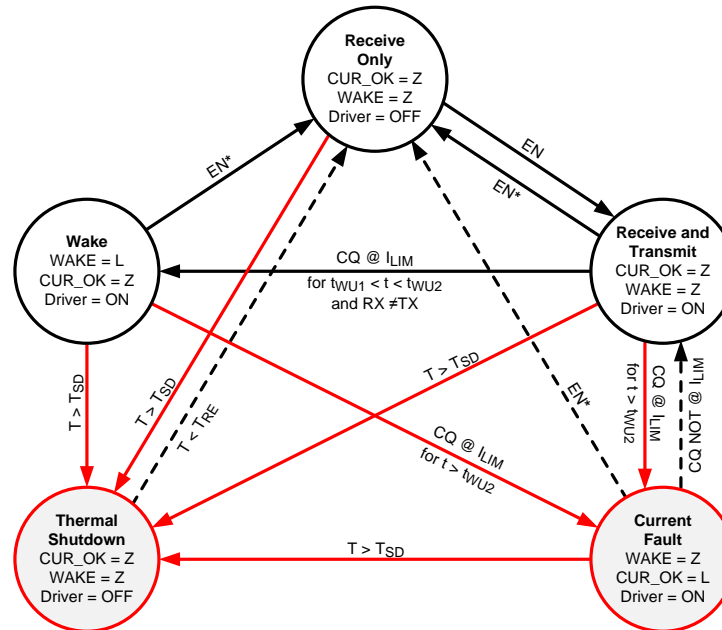 Receive
Only
CUR_OK = Z
WAKE = Z
Driver = OFF
EN
EN*
EN*
Wake
WAKE = L
CUR_OK = Z
Driver = ON
CQ @ ILIM
for tWU1 < t < tWU2
and RX ≠TX
Receive and
Transmit
CUR_OK = Z
WAKE = Z
Driver = ON
T > TSD
T > TSD
T < TRE
T > TSD
CQ @ ILIM
for t > tWU2
EN*
CQ @ ILIM
for t > tWU2
CQ NOT @ ILIM
Thermal
Shutdown
CUR_OK = Z
WAKE = Z
Driver = OFF
T > TSD
Current
Fault
WAKE = Z
CUR_OK = L
Driver = ON